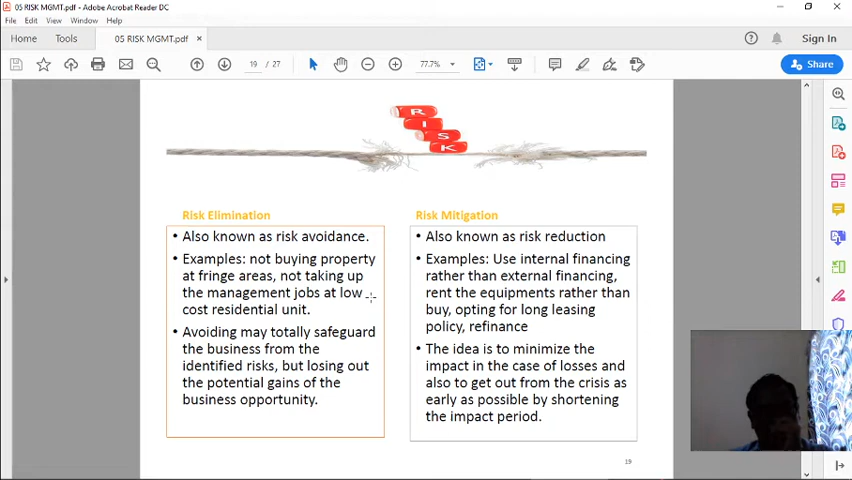 05 RISK MGMT.pdf - Adobe Acrobat Reader DC
File Edit View Window Help
Home Tools 05 RISK MGMT.pdf × Sign In
19 / 27 77.7% Share
R
I
S
K
Risk Elimination
• Also known as risk avoidance.
• Examples: not buying property
at fringe areas, not taking up
the management jobs at low
cost residential unit.
• Avoiding may totally safeguard
the business from the
identified risks, but losing out
the potential gains of the
business opportunity.
Risk Mitigation
• Also known as risk reduction
• Examples: Use internal financing
rather than external financing,
rent the equipments rather than
buy, opting for long leasing
policy, refinance
• The idea is to minimize the
impact in the case of losses and
also to get out from the crisis as
early as possible by shortening
the impact period.
19